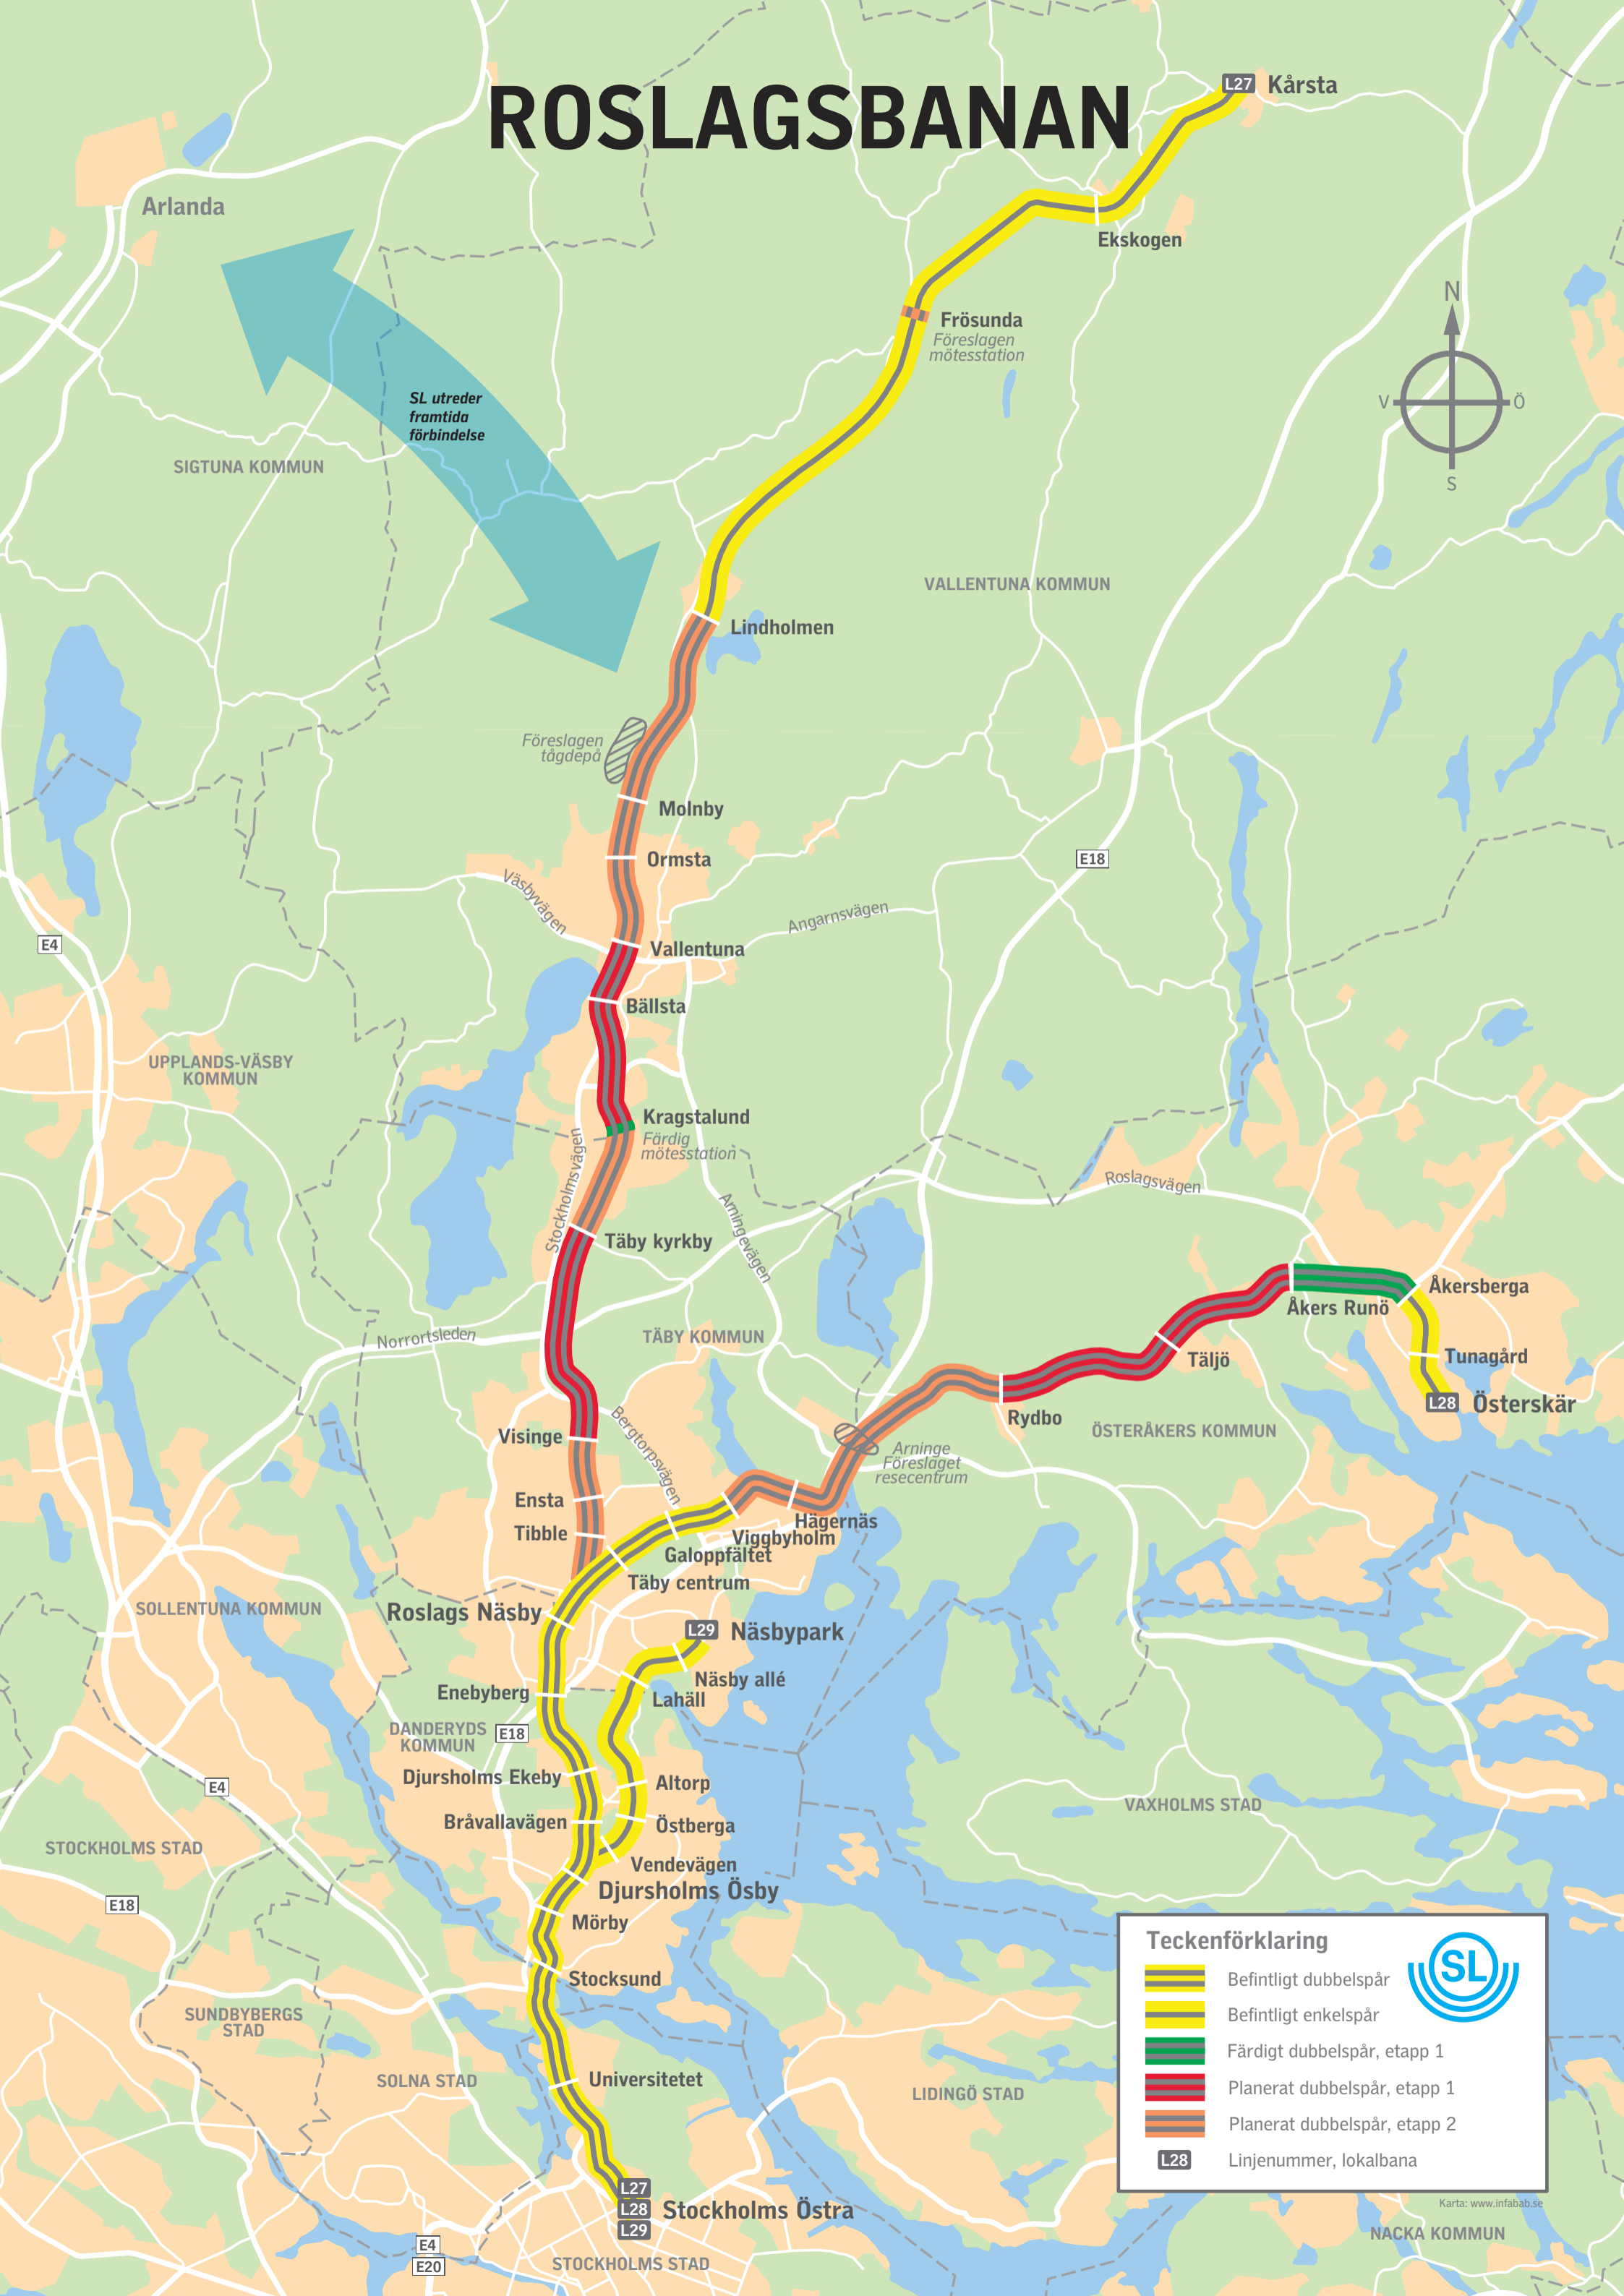 ROSLAGSBANAN
L27 Kårsta
Arlanda
Ekskogen
N
Frösunda
Föreslagen
mötesstation
V
Ö
S
SL utreder
framtida
förbindelse
SIGTUNA KOMMUN
VALLENTUNA KOMMUN
Lindholmen
Föreslagen
tågdepå
Molnby
Ormsta
E18
Väsbyvägen
Angarnsvägen
E4
Vallentuna
Bällsta
UPPLANDS-VÄSBY
KOMMUN
Kragstalund
Färdig
mötesstation
Stockholmsvägen
Arningevägen
Roslagsvägen
Täby kyrkby
Åkersberga
Åkers Runö
Norrortsleden
TÄBY KOMMUN
Täljö
Tunagård
L28 Österskär
Rydbo
ÖSTERÅKERS KOMMUN
Visinge
Bergtorpsvägen
Arninge
Föreslaget
resecentrum
Ensta
Tibble
Hägernäs
Viggbyholm
Galoppfältet
Täby centrum
SOLLENTUNA KOMMUN
Roslags Näsby
L29 Näsbypark
Näsby allé
Lahäll
Enebyberg
DANDERYDS
KOMMUN
E18
Djursholms Ekeby
Altorp
E4
VAXHOLMS STAD
Bråvallavägen
Östberga
STOCKHOLMS STAD
Vendevägen
Djursholms Ösby
E18
Mörby
Stocksund
SUNDBYBERGS
STAD
SOLNA STAD
Universitetet
LIDINGÖ STAD
L27
L28
L29
Stockholms Östra
E4
E20
STOCKHOLMS STAD
Teckenförklaring
SL
Befintligt dubbelspår
Befintligt enkelspår
Färdigt dubbelspår, etapp 1
Planerat dubbelspår, etapp 1
Planerat dubbelspår, etapp 2
L28 Linjenummer, lokalbana
Karta: www.infabab.se
NACKA KOMMUN